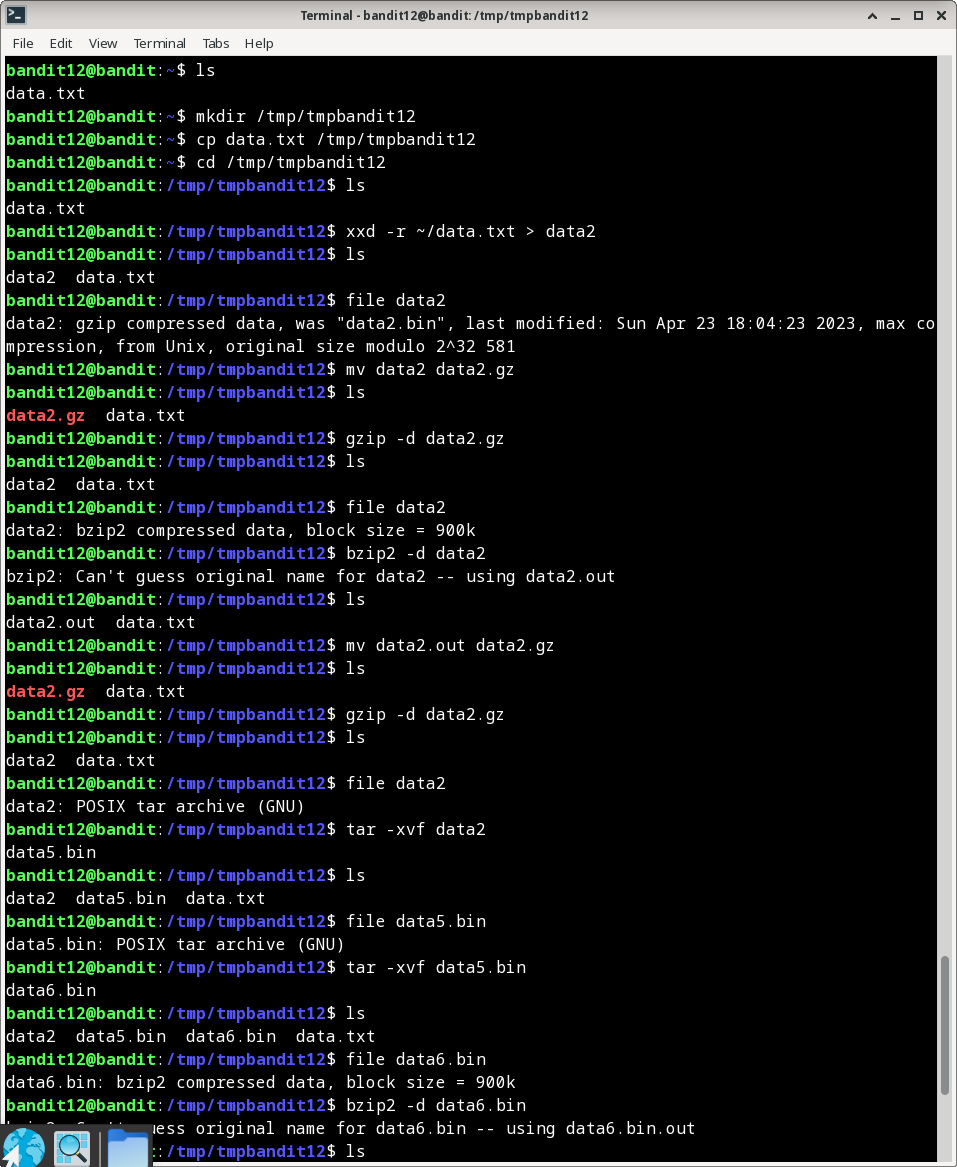 Terminal - bandit12@bandit: /tmp/tmpbandit12
File Edit View Terminal Tabs Help
bandit12@bandit:~$ ls
data.txt
bandit12@bandit:~$ mkdir /tmp/tmpbandit12
bandit12@bandit:~$ cp data.txt /tmp/tmpbandit12
bandit12@bandit:~$ cd /tmp/tmpbandit12
bandit12@bandit:/tmp/tmpbandit12$ ls
data.txt
bandit12@bandit:/tmp/tmpbandit12$ xxd -r ~/data.txt > data2
bandit12@bandit:/tmp/tmpbandit12$ ls
data2  data.txt
bandit12@bandit:/tmp/tmpbandit12$ file data2
data2: gzip compressed data, was "data2.bin", last modified: Sun Apr 23 18:04:23 2023, max co
mpression, from Unix, original size modulo 2^32 581
bandit12@bandit:/tmp/tmpbandit12$ mv data2 data2.gz
bandit12@bandit:/tmp/tmpbandit12$ ls
data2.gz  data.txt
bandit12@bandit:/tmp/tmpbandit12$ gzip -d data2.gz
bandit12@bandit:/tmp/tmpbandit12$ ls
data2  data.txt
bandit12@bandit:/tmp/tmpbandit12$ file data2
data2: bzip2 compressed data, block size = 900k
bandit12@bandit:/tmp/tmpbandit12$ bzip2 -d data2
bzip2: Can't guess original name for data2 -- using data2.out
bandit12@bandit:/tmp/tmpbandit12$ ls
data2.out  data.txt
bandit12@bandit:/tmp/tmpbandit12$ mv data2.out data2.gz
bandit12@bandit:/tmp/tmpbandit12$ ls
data2.gz  data.txt
bandit12@bandit:/tmp/tmpbandit12$ gzip -d data2.gz
bandit12@bandit:/tmp/tmpbandit12$ ls
data2  data.txt
bandit12@bandit:/tmp/tmpbandit12$ file data2
data2: POSIX tar archive (GNU)
bandit12@bandit:/tmp/tmpbandit12$ tar -xvf data2
data5.bin
bandit12@bandit:/tmp/tmpbandit12$ ls
data2  data5.bin  data.txt
bandit12@bandit:/tmp/tmpbandit12$ file data5.bin
data5.bin: POSIX tar archive (GNU)
bandit12@bandit:/tmp/tmpbandit12$ tar -xvf data5.bin
data6.bin
bandit12@bandit:/tmp/tmpbandit12$ ls
data2  data5.bin  data6.bin  data.txt
bandit12@bandit:/tmp/tmpbandit12$ file data6.bin
data6.bin: bzip2 compressed data, block size = 900k
bandit12@bandit:/tmp/tmpbandit12$ bzip2 -d data6.bin
original name for data6.bin -- using data6.bin.out
:/tmp/tmpbandit12$ ls